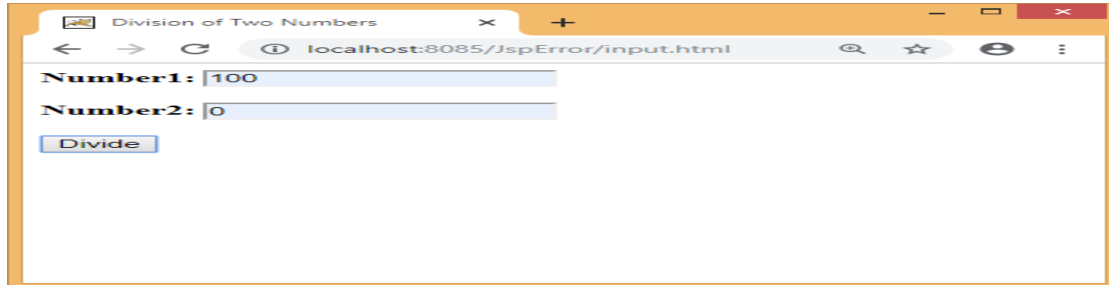 Division of Two Numbers
localhost:8085/JspError/input.html
Number1: 100
Number2: 0
Divide